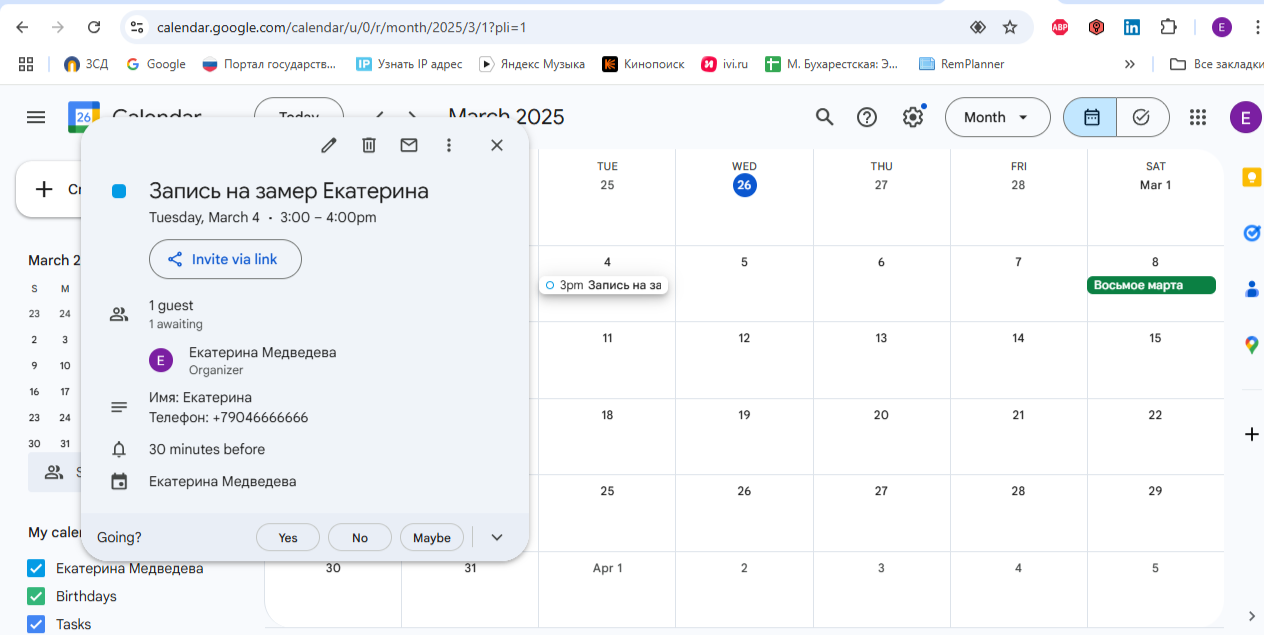 calendar.google.com/calendar/u/0/r/month/2025/3/1?pli=1
ABP
in
E
ЗСД
Google
Портал государств...
IP Узнать IP адрес
Яндекс Музыка
Кинопоиск
ivi.ru
М. Бухарестская: Э...
RemPlanner
Все закладки
26
March 2025
Month
E
Запись на замер Екатерина
Tuesday, March 4 • 3:00 – 4:00pm
Invite via link
1 guest
1 awaiting
E
Екатерина Медведева
Organizer
Имя: Екатерина
Телефон: +79046666666
30 minutes before
Екатерина Медведева
Going?
Yes
No
Maybe
TUE WED THU FRI SAT
25 26 27 28 Mar 1
4 5 6 7 8
3pm Запись на за
Восьмое марта
11 12 13 14 15
18 19 20 21 22
25 26 27 28 29
30 31 Apr 1 2 3 4 5
March 2
S M
23 24
2 3
9 10
16 17
23 24
30 31
My cale
Екатерина Медведева
Birthdays
Tasks